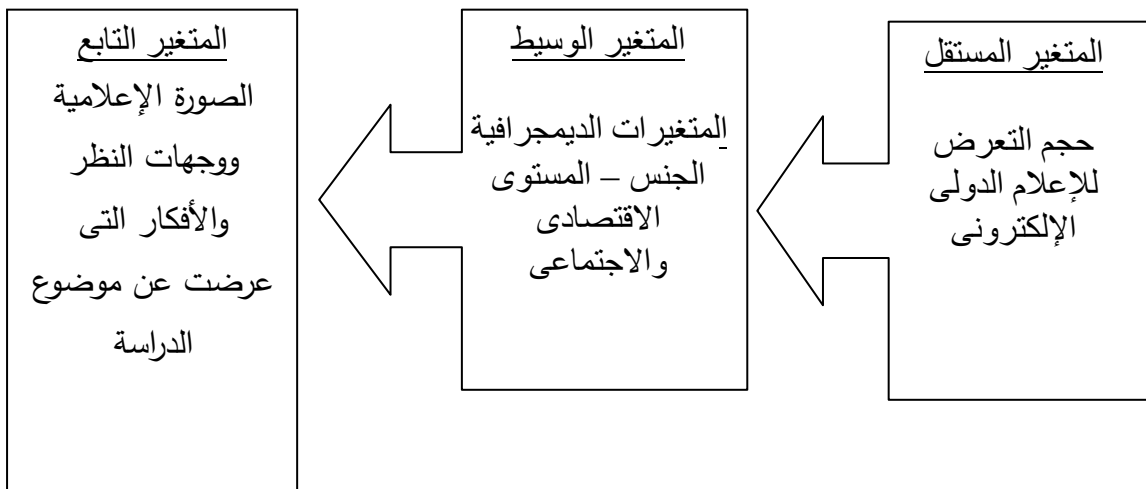 المتغير المستقل
حجم التعرض
للإعلام الدولى
الإلكترونى
المتغير الوسيط
المتغيرات الديمجرافية
الجنس – المستوى
الاقتصادى
والاجتماعى
المتغير التابع
الصورة الإعلامية
ووجهات النظر
والأفكار التى
عرضت عن موضوع
الدراسة